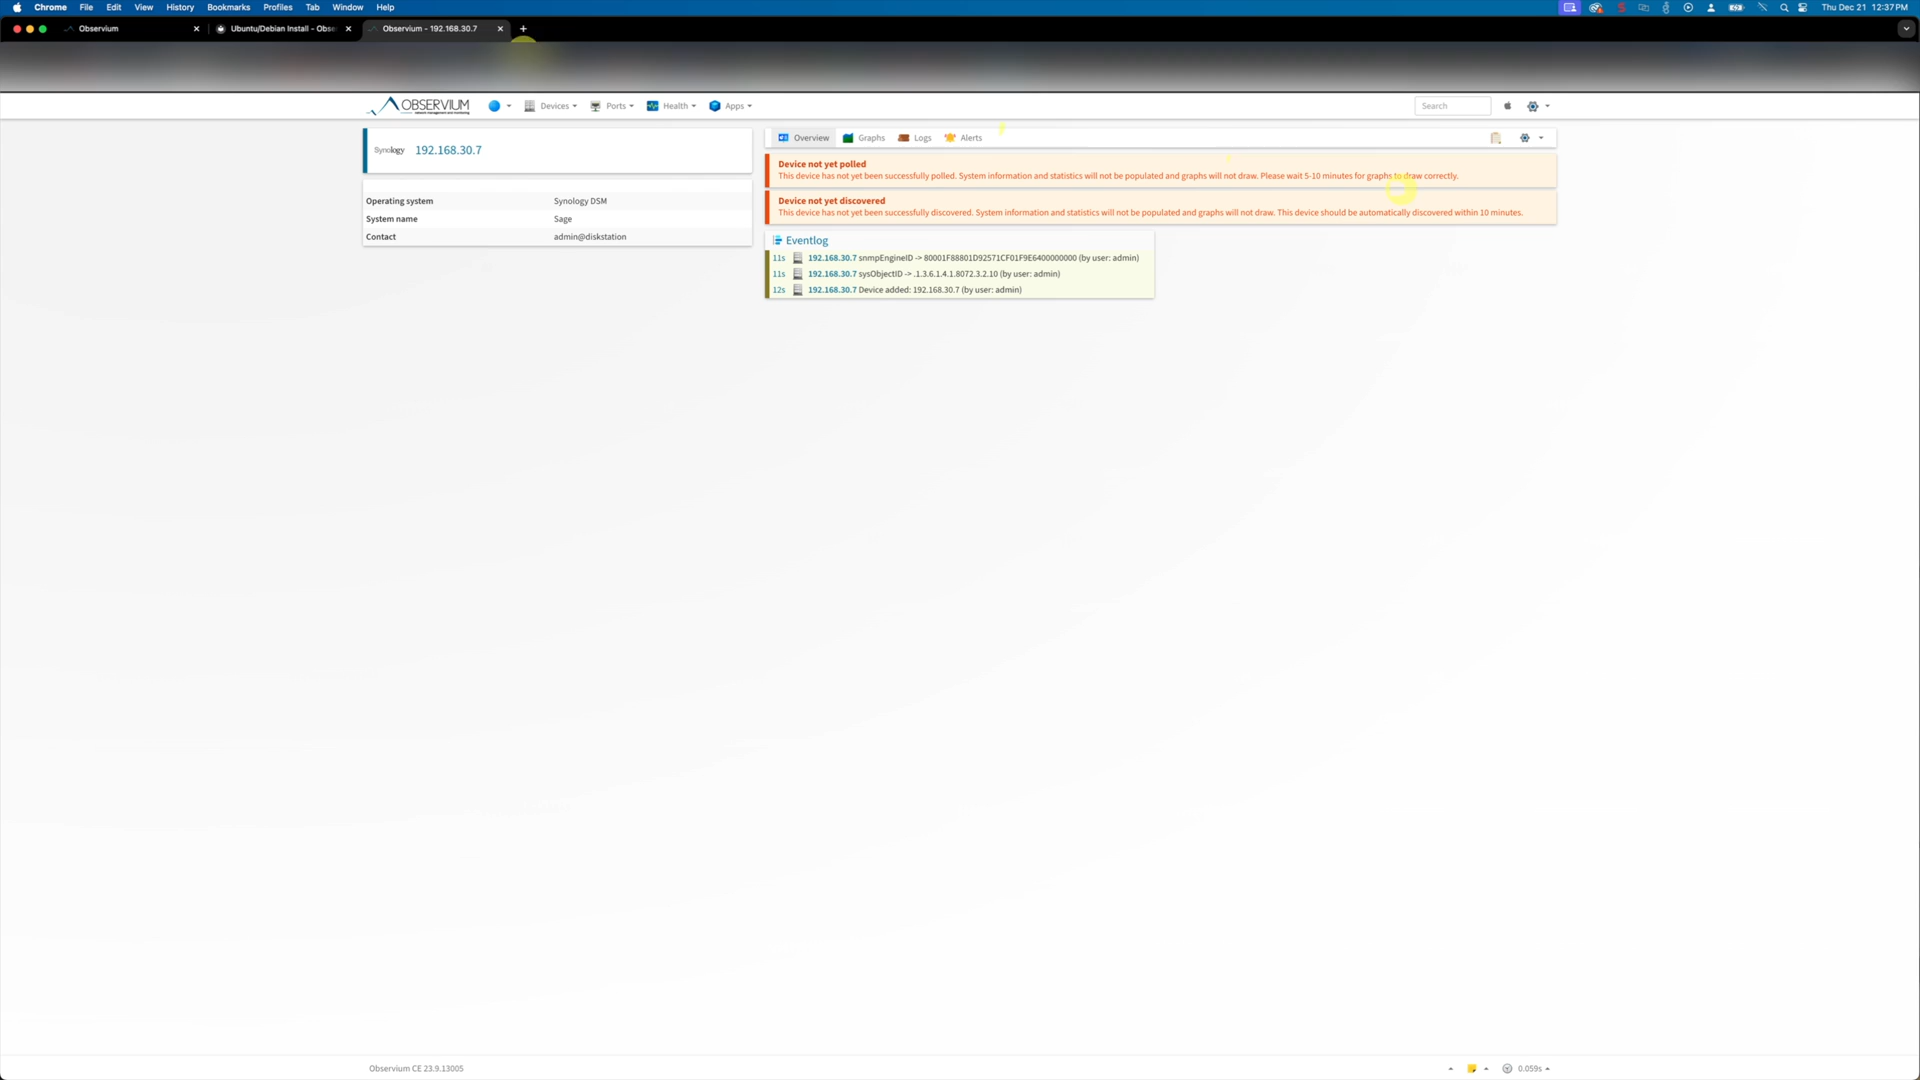 Chrome File Edit View History Bookmarks Profiles Tab Window Help Thu Dec 21 12:37 PM
Observium
Ubuntu/Debian Install - Obse
Observium - 192.168.30.7
OBSERVIUM
network management and monitoring
Devices Ports Health Apps
Search
Synology 192.168.30.7
Operating system Synology DSM
System name Sage
Contact admin@diskstation
Overview Graphs Logs Alerts
Device not yet polled
This device has not yet been successfully polled. System information and statistics will not be populated and graphs will not draw. Please wait 5-10 minutes for graphs to draw correctly.
Device not yet discovered
This device has not yet been successfully discovered. System information and statistics will not be populated and graphs will not draw. This device should be automatically discovered within 10 minutes.
Eventlog
11s 192.168.30.7 snmpEngineID -> 80001F88801D92571CF01F9E6400000000 (by user: admin)
11s 192.168.30.7 sysObjectID -> .1.3.6.1.4.1.8072.3.2.10 (by user: admin)
12s 192.168.30.7 Device added: 192.168.30.7 (by user: admin)
Observium CE 23.9.13005
0.059s